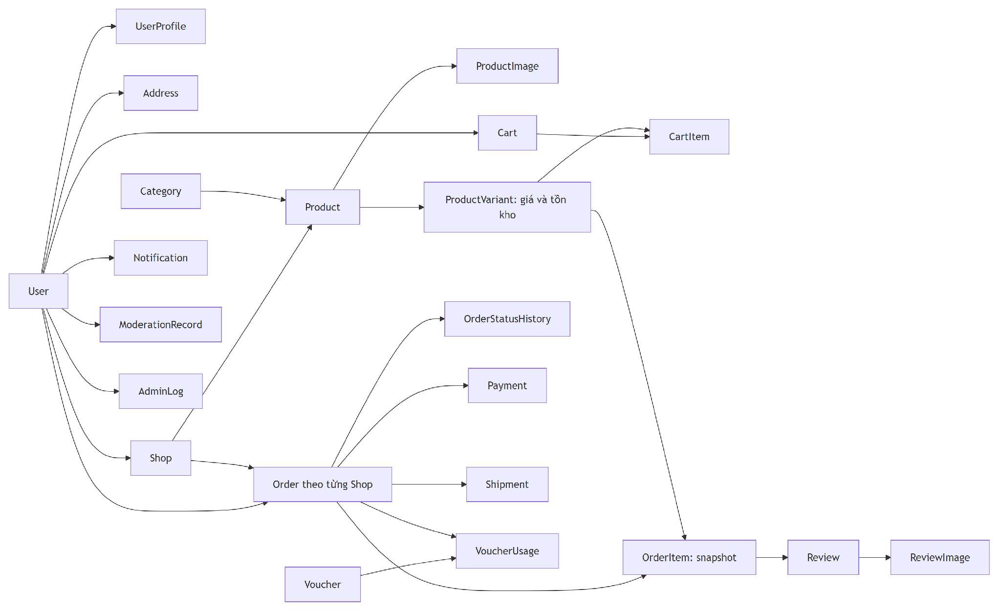 UserProfile
Address
ProductImage
Cart
CartItem
Category
Product
ProductVariant: giá và tồn
kho
Notification
User
ModerationRecord
OrderStatusHistory
AdminLog
Payment
Shop
Order theo từng Shop
Shipment
VoucherUsage
Voucher
OrderItem: snapshot
Review
ReviewImage